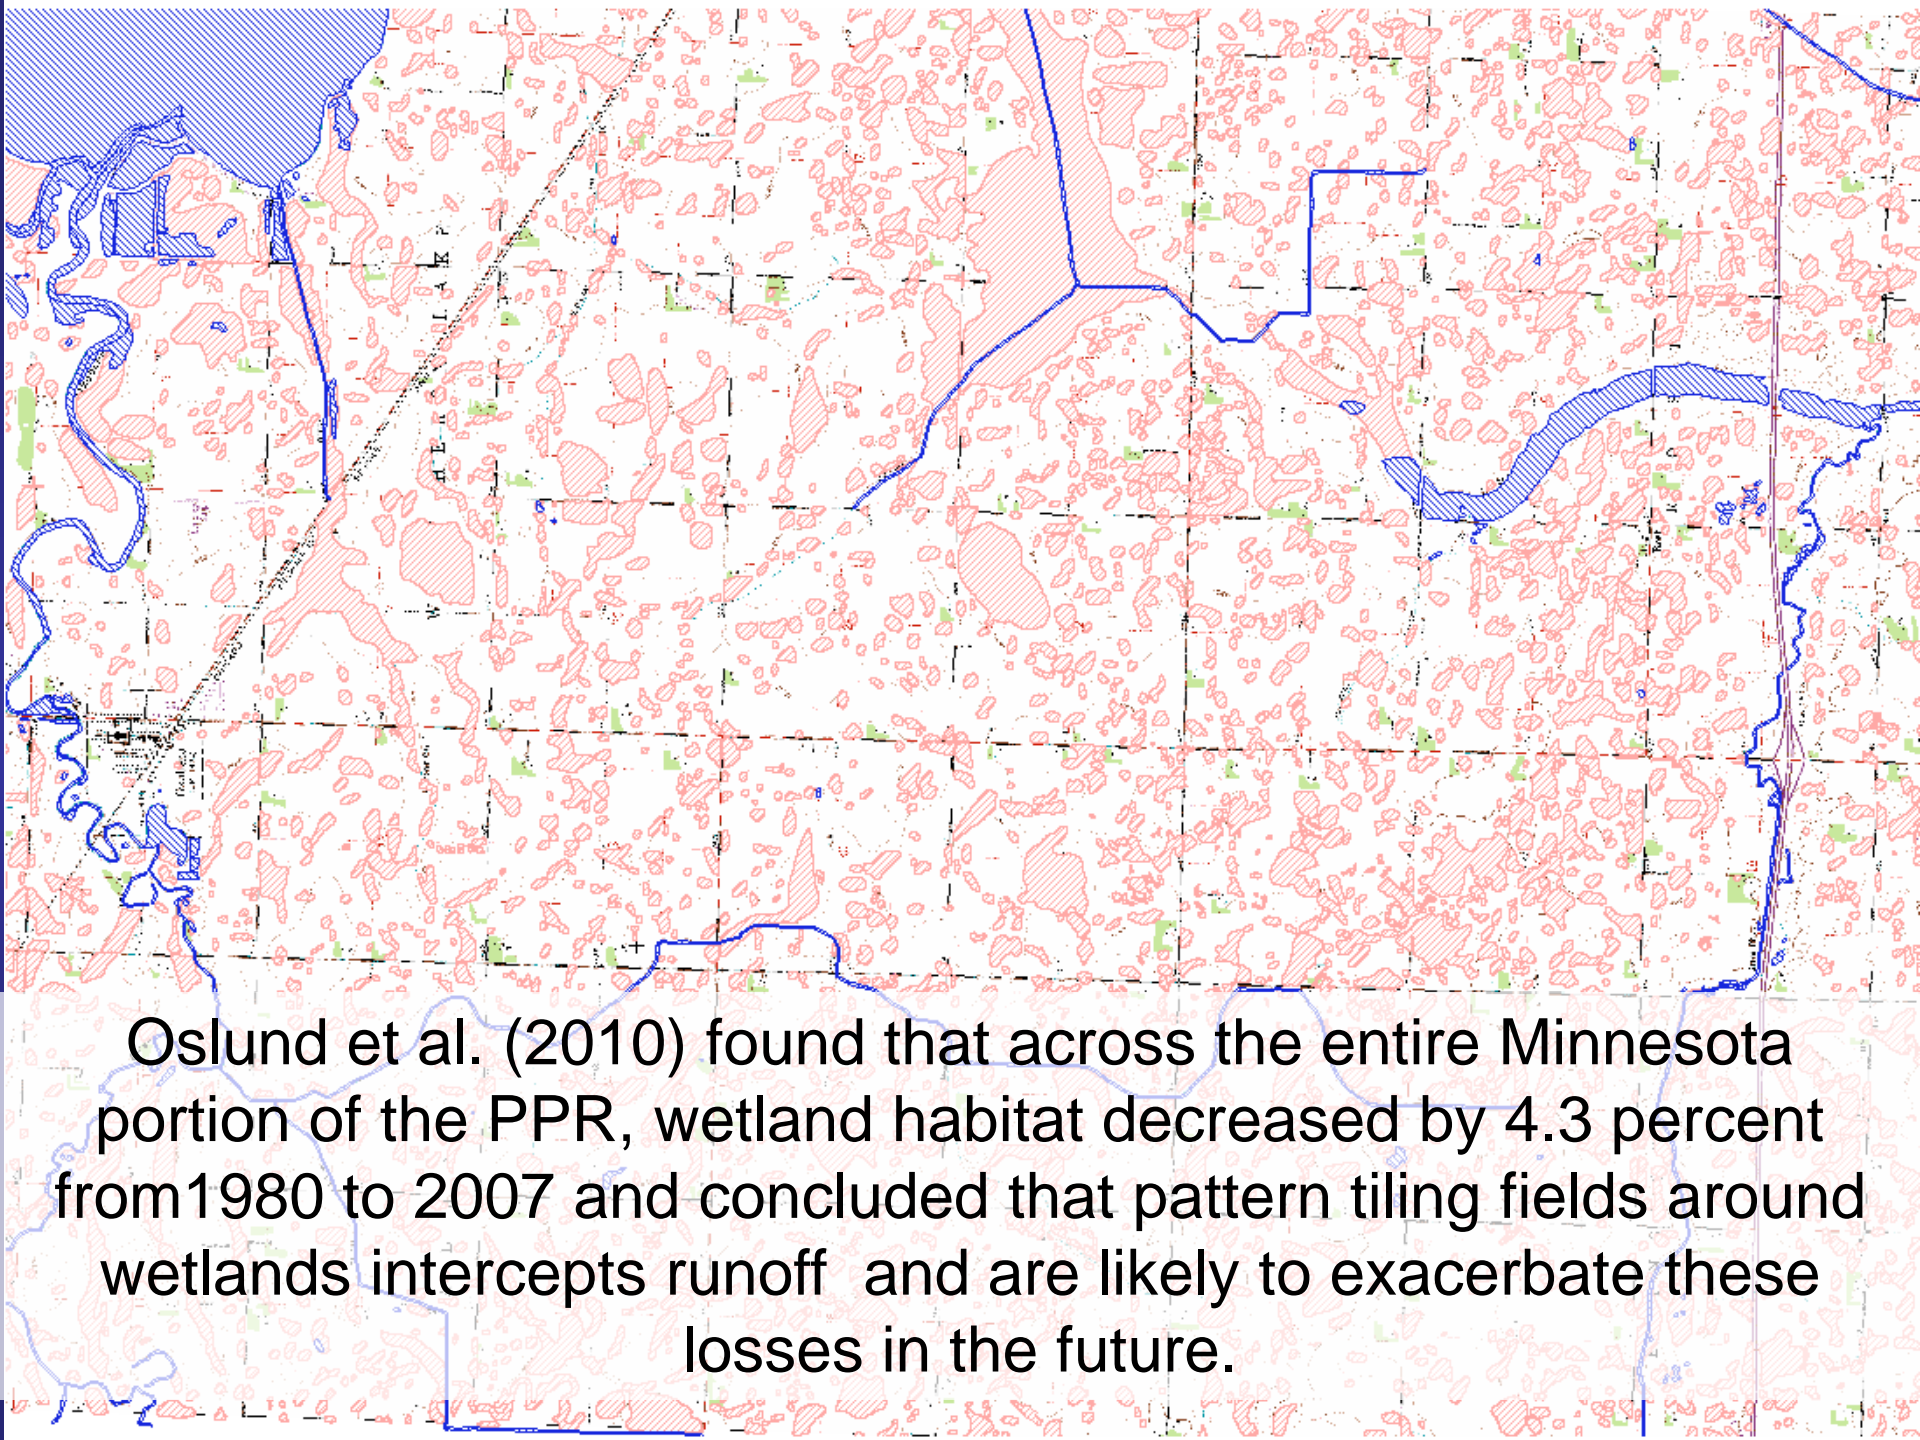 Oslund et al. (2010) found that across the entire Minnesota
portion of the PPR, wetland habitat decreased by 4.3 percent
from1980 to 2007 and concluded that pattern tiling fields around
wetlands intercepts runoff  and are likely to exacerbate these
losses in the future.